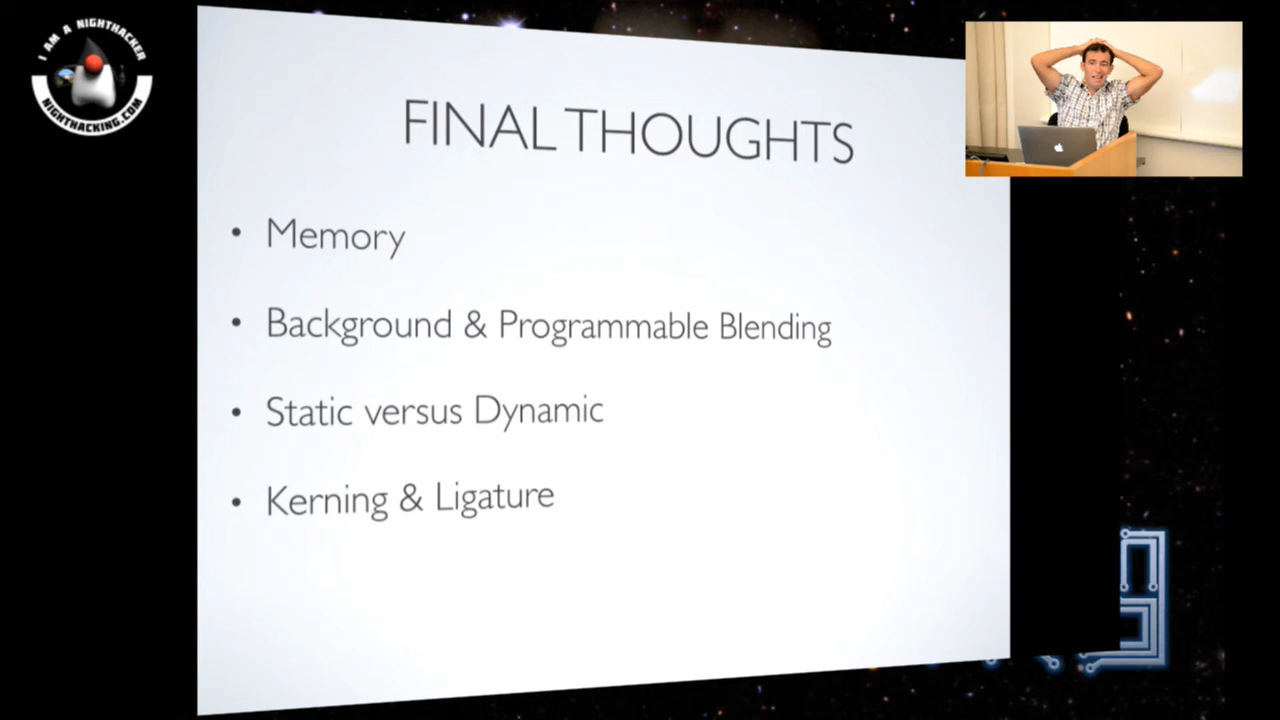 I AM A NIGHTHACKER
NIGHTHACKING.COM
FINAL THOUGHTS
• Memory
• Background & Programmable Blending
• Static versus Dynamic
• Kerning & Ligature